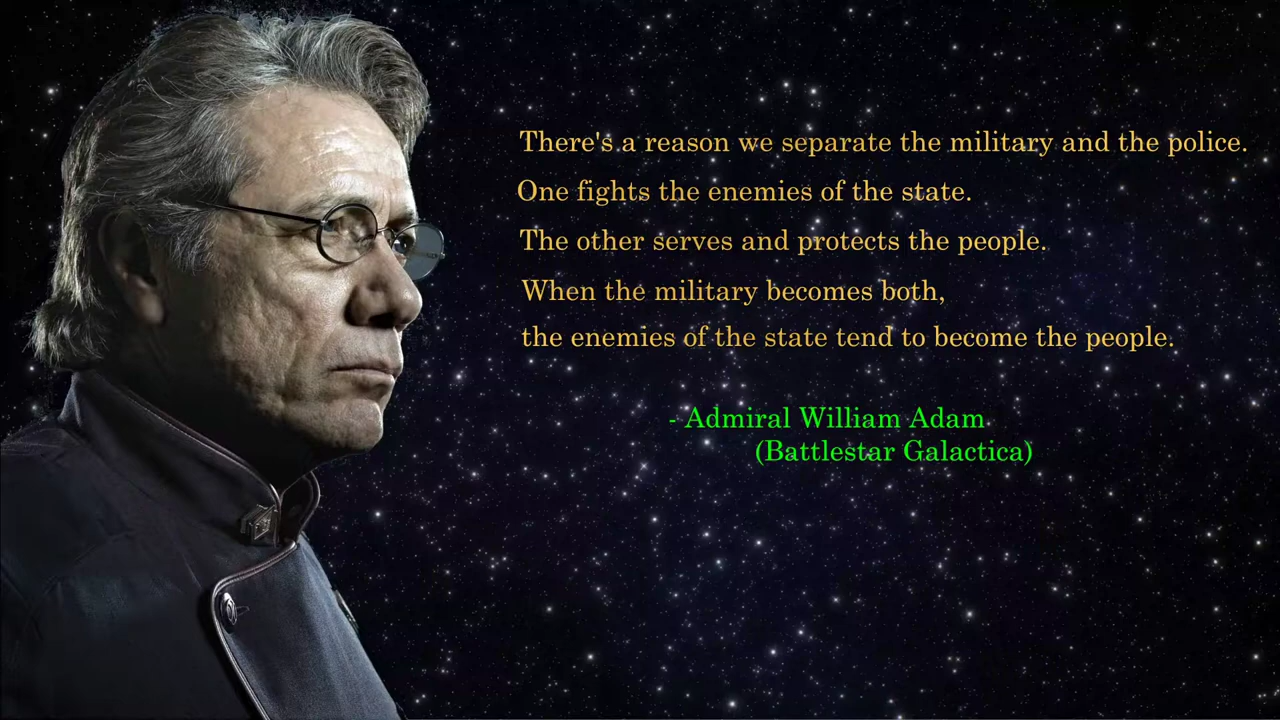 There's a reason we separate the military and the police.
One fights the enemies of the state.
The other serves and protects the people.
When the military becomes both,
the enemies of the state tend to become the people.
- Admiral William Adam
(Battlestar Galactica)